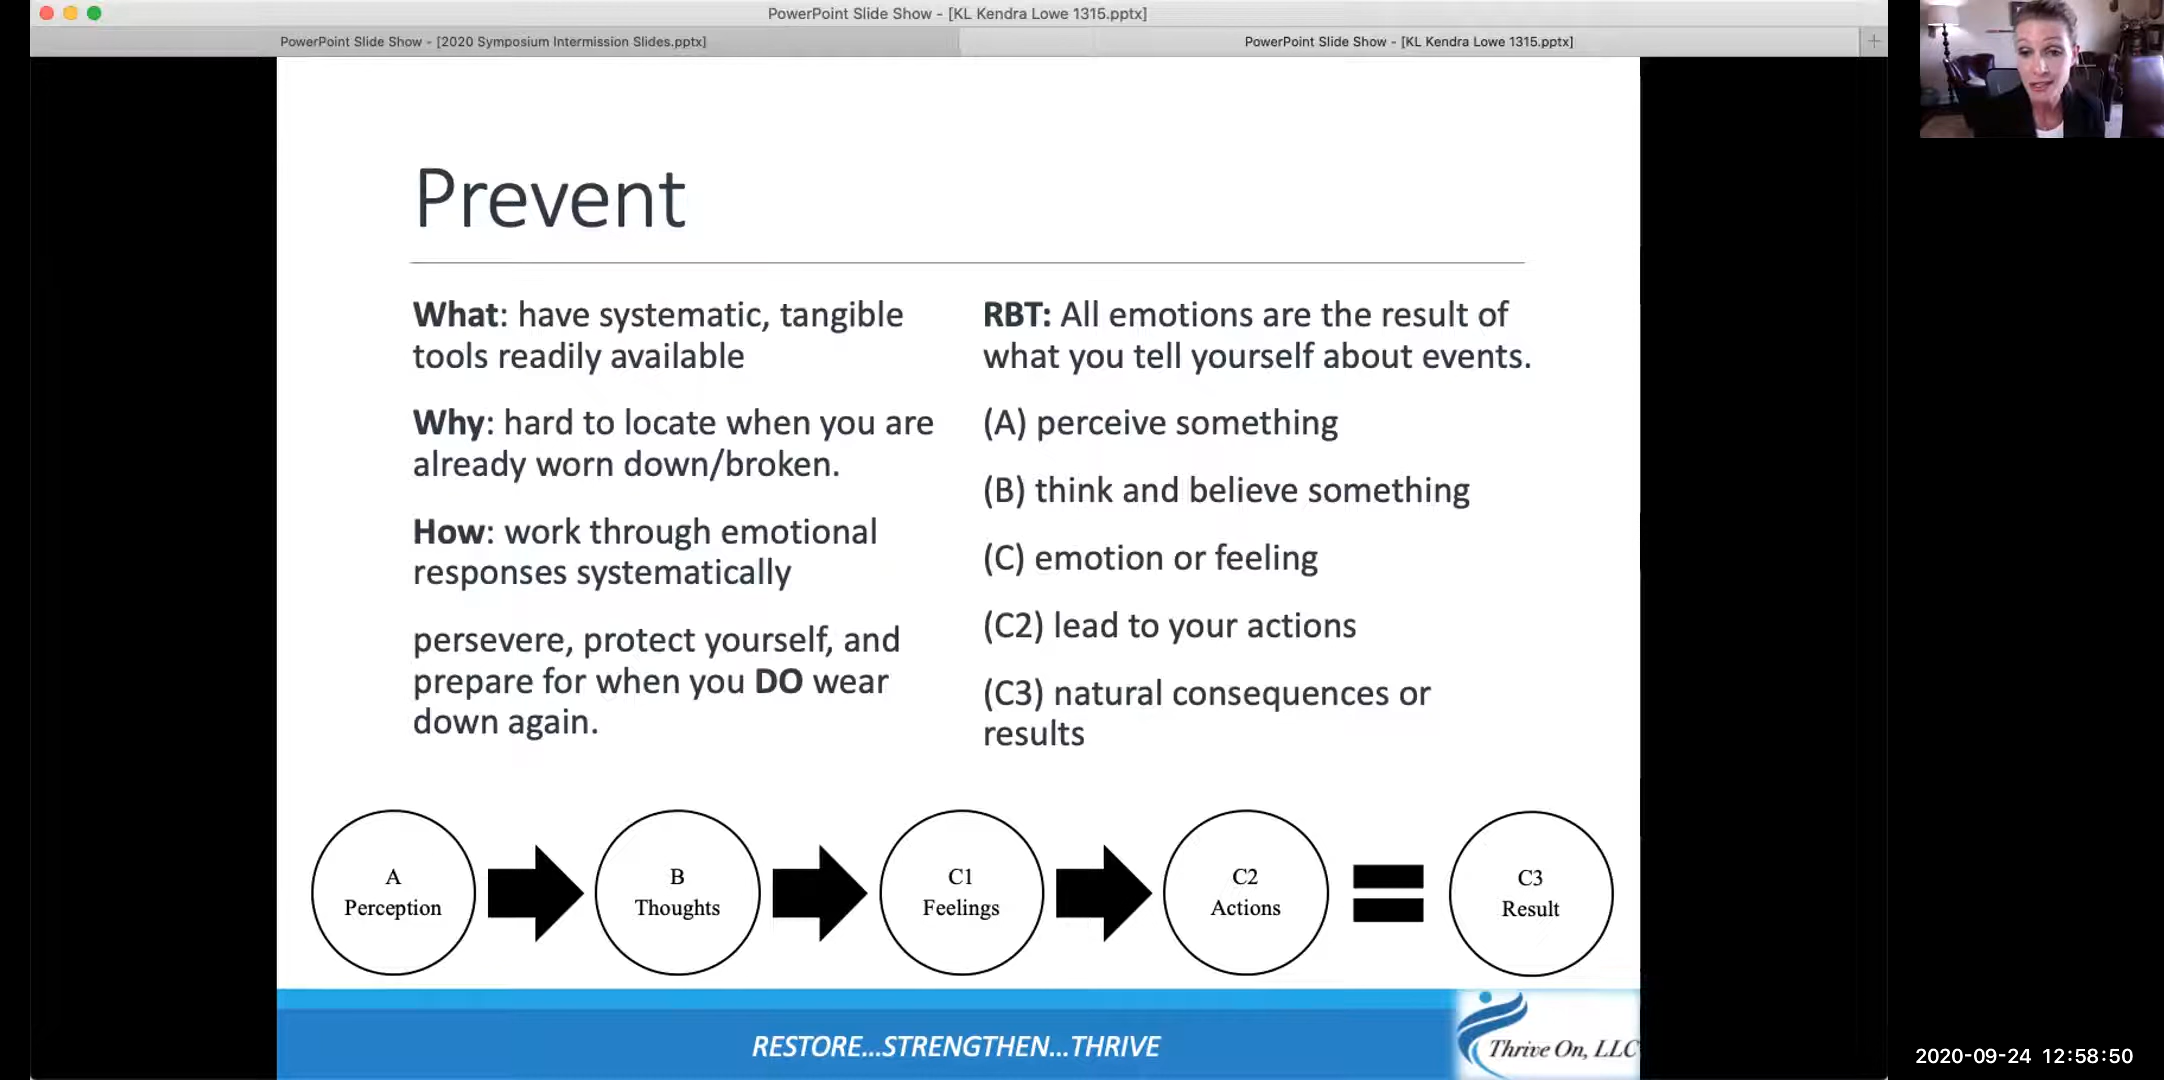 PowerPoint Slide Show - [KL Kendra Lowe 1315.pptx]
PowerPoint Slide Show - [2020 Symposium Intermission Slides.pptx]
PowerPoint Slide Show - [KL Kendra Lowe 1315.pptx]
Prevent
What: have systematic, tangible
tools readily available
Why: hard to locate when you are
already worn down/broken.
How: work through emotional
responses systematically
persevere, protect yourself, and
prepare for when you DO wear
down again.
RBT: All emotions are the result of
what you tell yourself about events.
(A) perceive something
(B) think and believe something
(C) emotion or feeling
(C2) lead to your actions
(C3) natural consequences or
results
A
Perception
B
Thoughts
C1
Feelings
C2
Actions
C3
Result
RESTORE...STRENGTHEN...THRIVE
Thrive On, LLC
2020-09-24 12:58:50